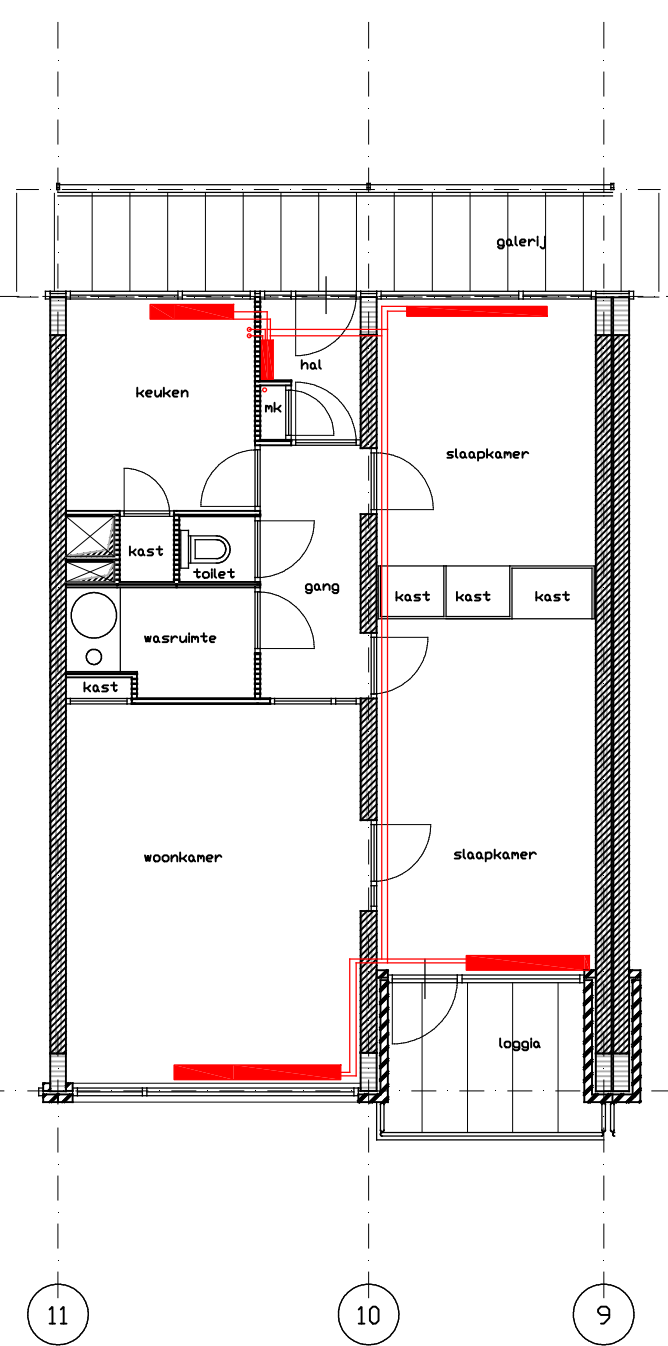 galerij
hal
keuken
mk
slaapkamer
kast
toilet
gang
kast
kast
kast
wasruimte
kast
woonkamer
slaapkamer
loggia
11
10
9